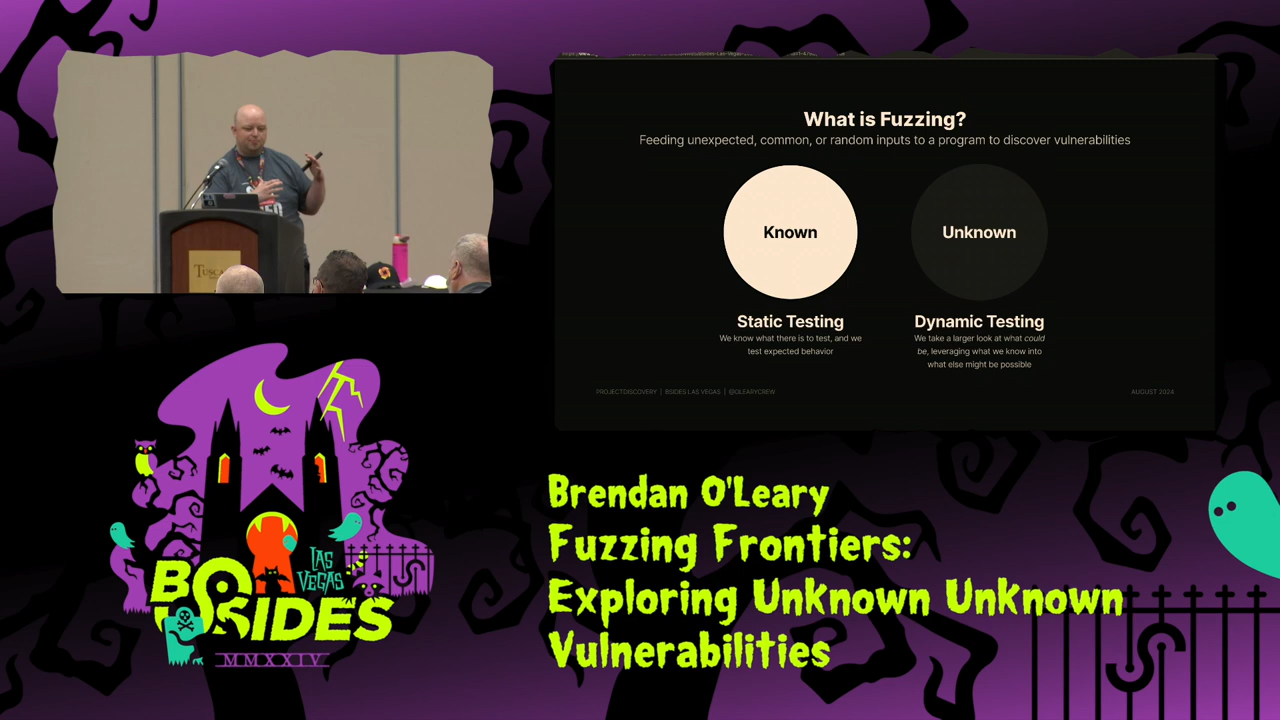 What is Fuzzing?
Feeding unexpected, common, or random inputs to a program to discover vulnerabilities
Known
Unknown
Static Testing
We know what there is to test, and we
test expected behavior
Dynamic Testing
We take a larger look at what could
be, leveraging what we know into
what else might be possible
PROJECTDISCOVERY | BSIDES LAS VEGAS | @OLEARYCREW
AUGUST 2024
BSIDES
LAS
VEGAS
MMXXIV
Brendan O'Leary
Fuzzing Frontiers:
Exploring Unknown Unknown
Vulnerabilities